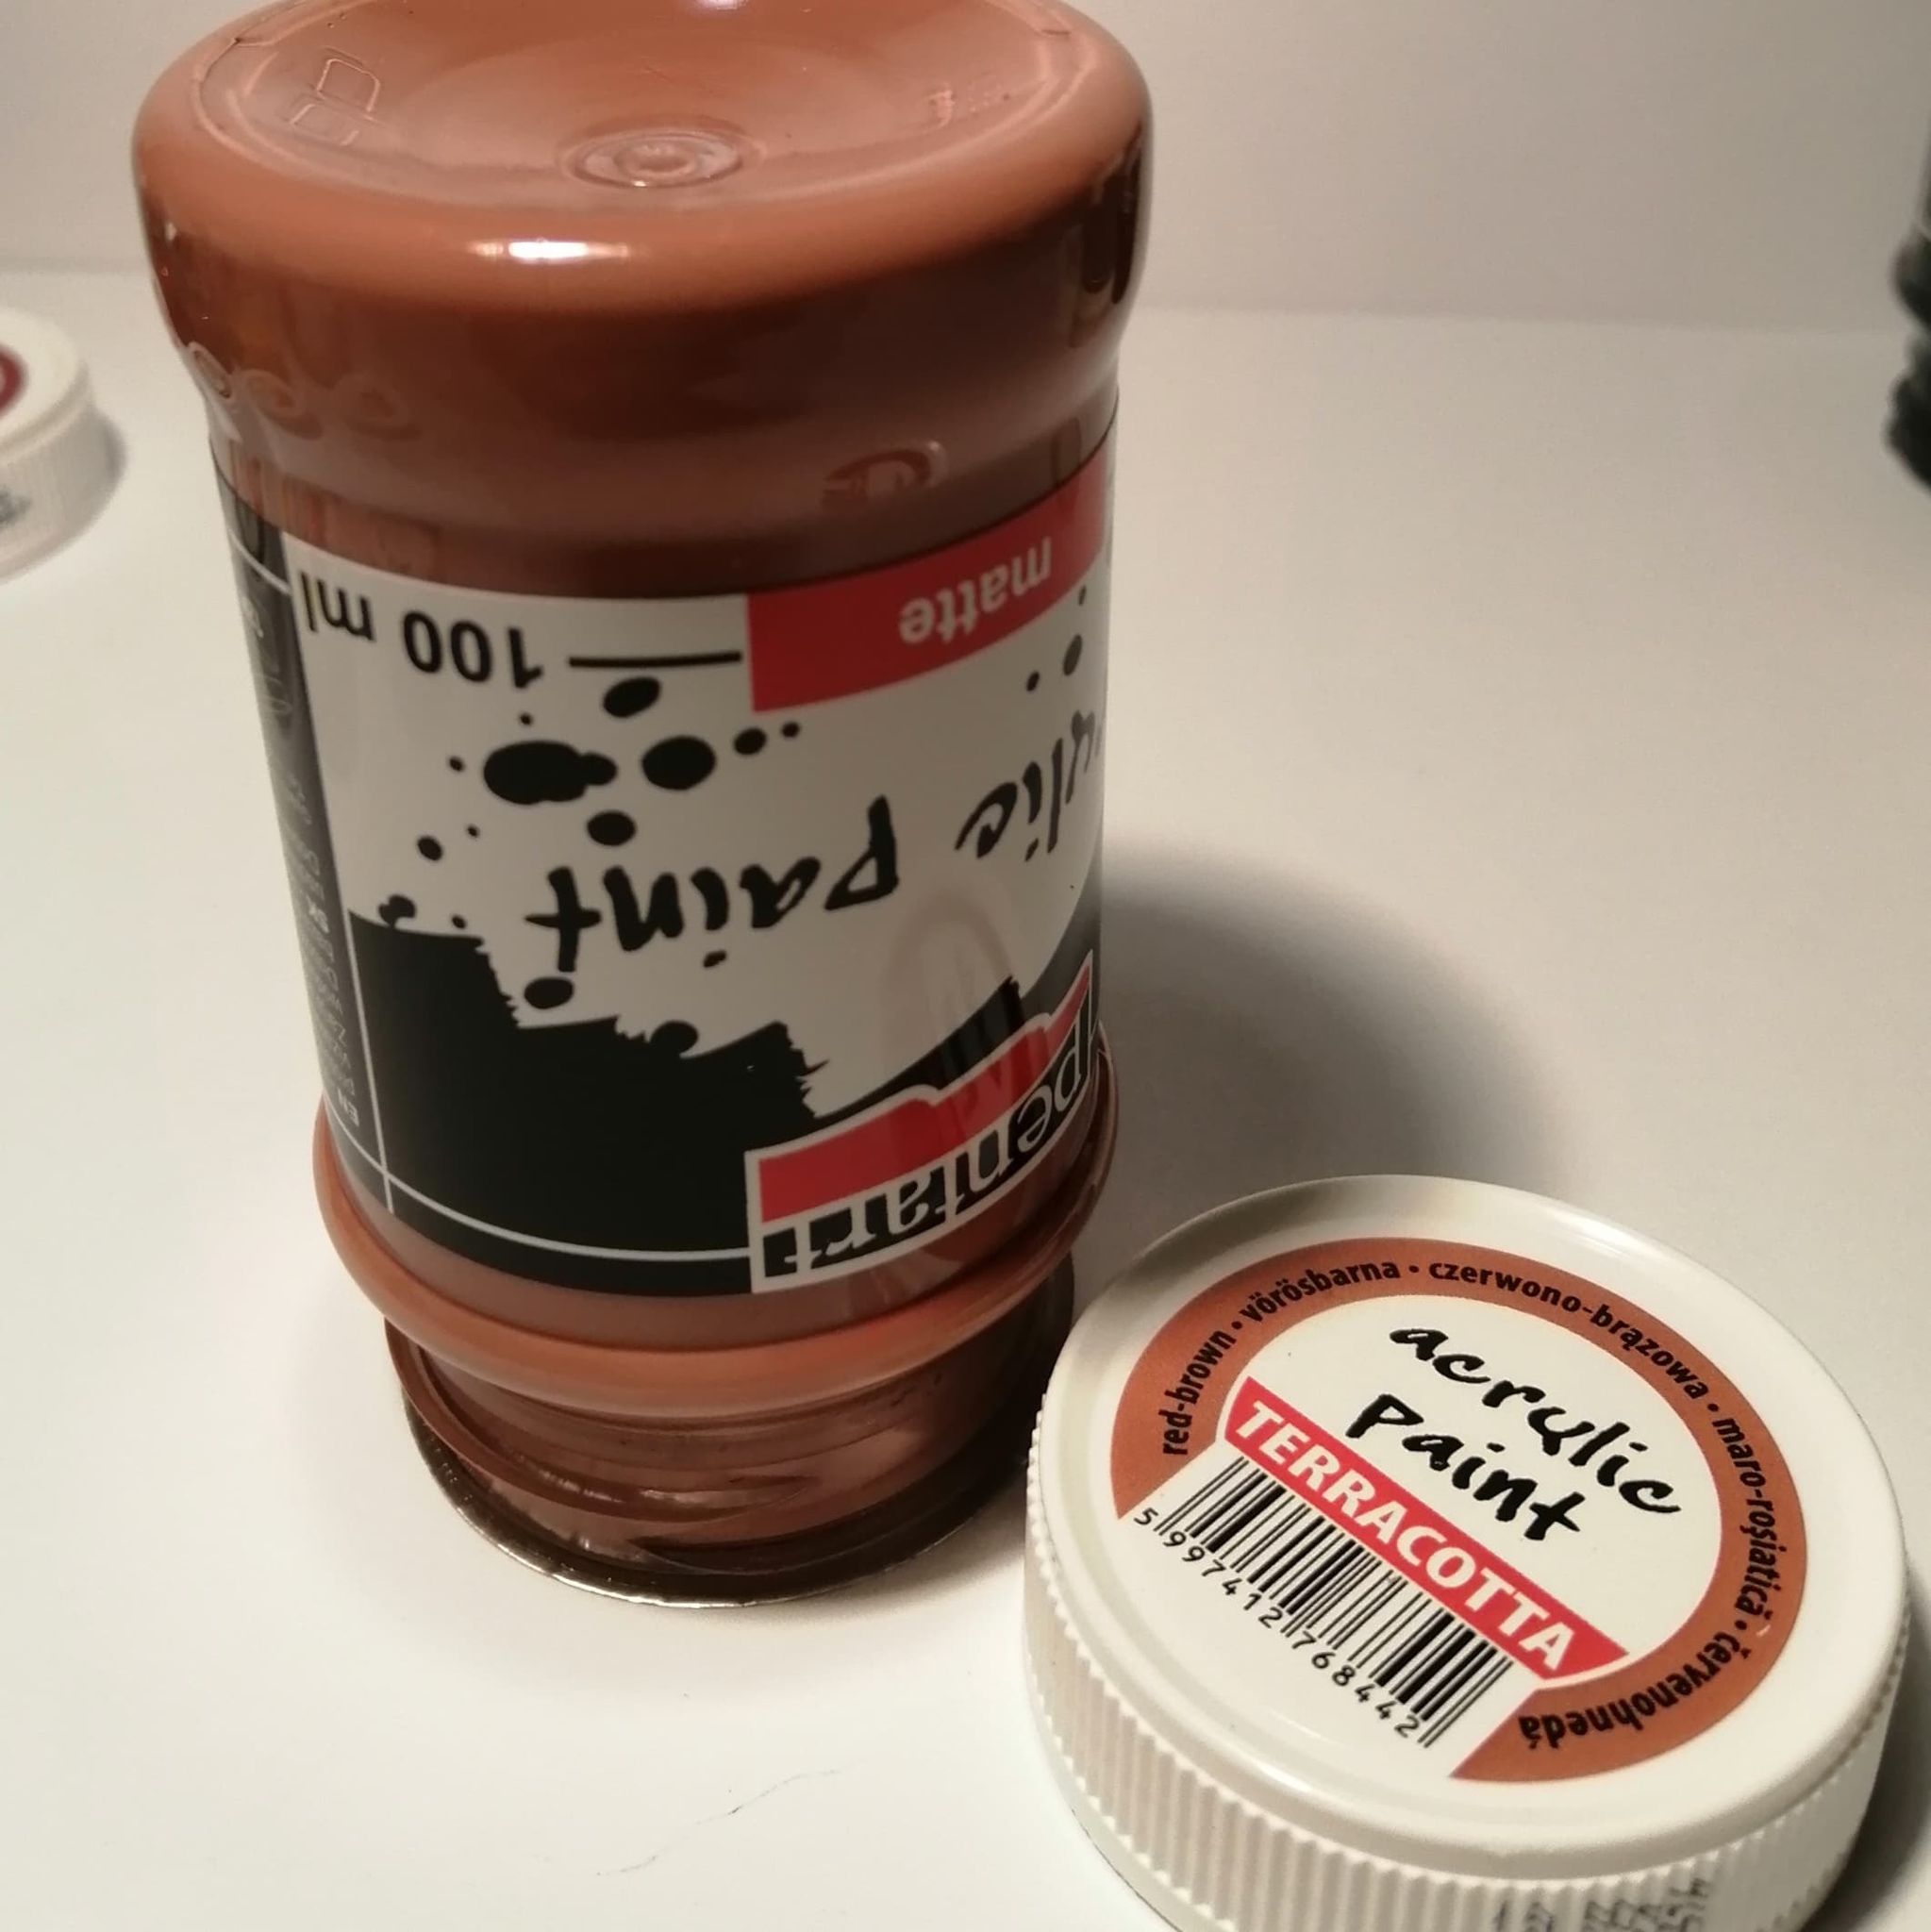 100 ml
matte
acrylic paint
pentart
EN
red-brown • vörösbarna • czerwono-brązowa • maro-roșiatică • červenohnedá
acrylic
paint
TERRACOTTA
5 997412 768442